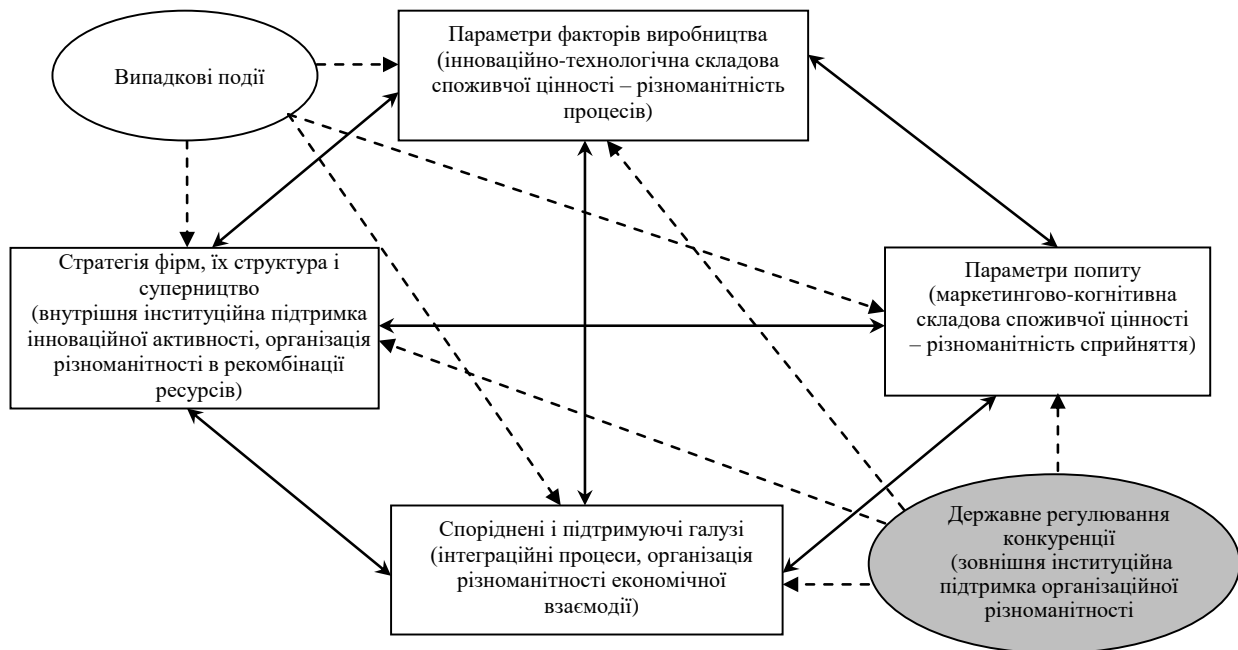 Параметри факторів виробництва
(інноваційно-технологічна складова
споживчої цінності – різноманітність
процесів)
Випадкові події
Стратегія фірм, їх структура і
суперництво
(внутрішня інституційна підтримка
інноваційної активності, організація
різноманітності в рекомбінації
ресурсів)
Параметри попиту
(маркетингово-когнітивна
складова споживчої цінності
– різноманітність сприйняття)
Споріднені і підтримуючі галузі
(інтеграційні процеси, організація
різноманітності економічної
взаємодії)
Державне регулювання
конкуренції
(зовнішня інституційна
підтримка організаційної
різноманітності